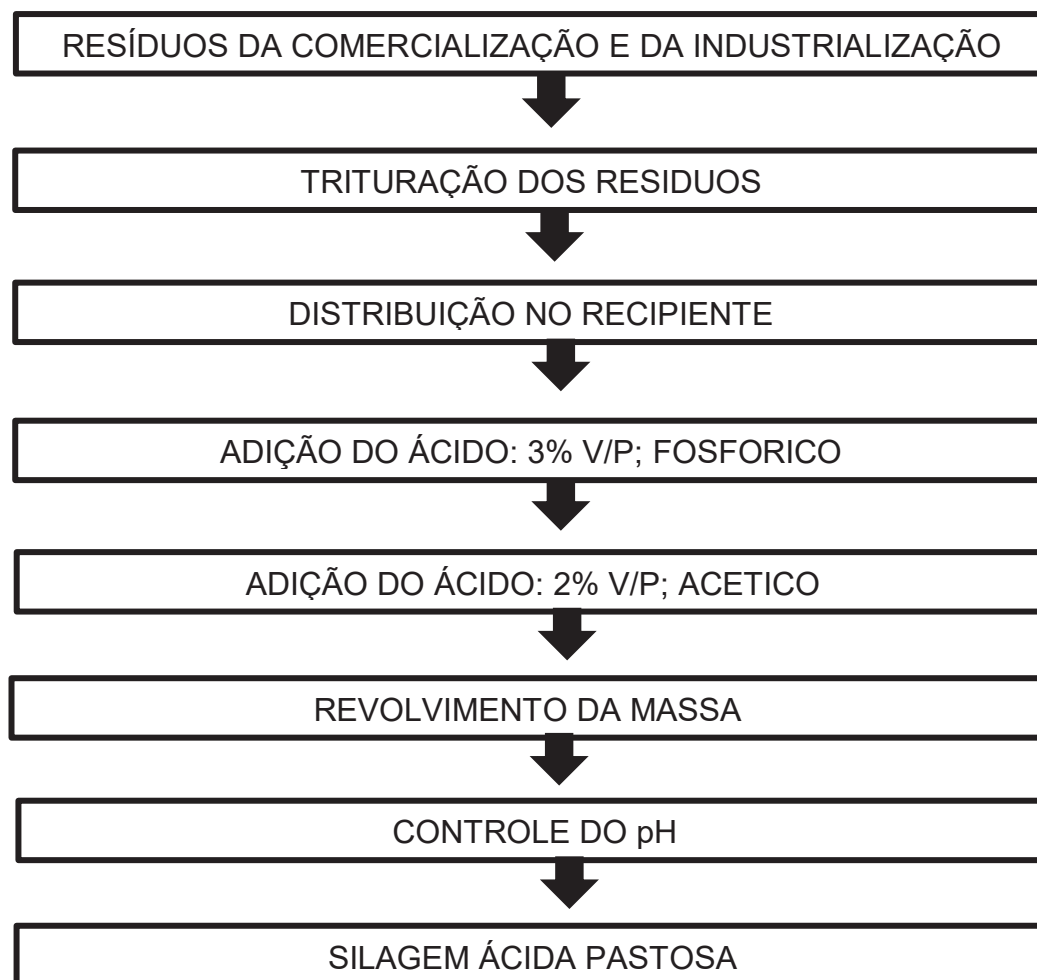 RESÍDUOS DA COMERCIALIZAÇÃO E DA INDUSTRIALIZAÇÃO
TRITURAÇÃO DOS RESIDUOS
DISTRIBUIÇÃO NO RECIPIENTE
ADIÇÃO DO ÁCIDO: 3% V/P; FOSFORICO
ADIÇÃO DO ÁCIDO: 2% V/P; ACETICO
REVOLVIMENTO DA MASSA
CONTROLE DO pH
SILAGEM ÁCIDA PASTOSA